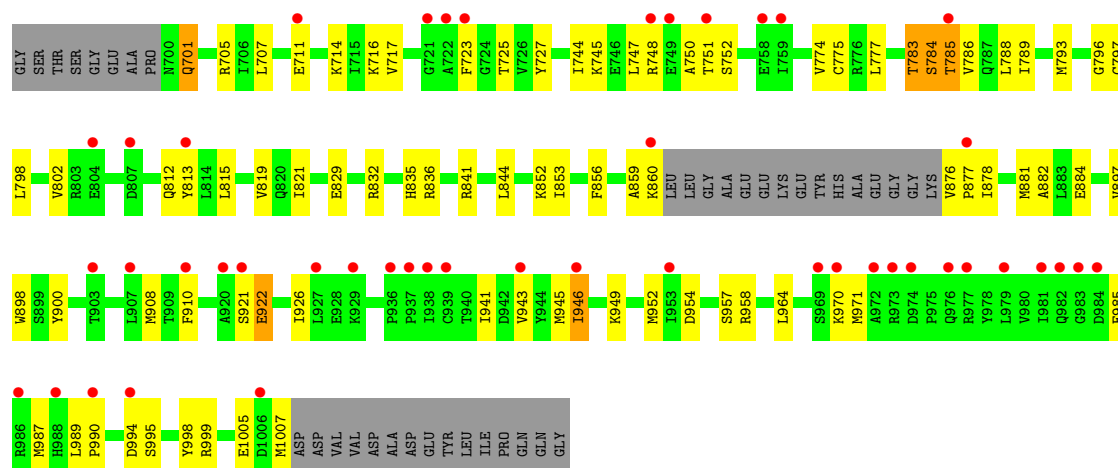 GLY SER THR SER GLY GLU ALA PRO N700 Q701 R705 I706 L707 E711 K714 I715 K716 V717 G721 A722 F723 G724 T725 V726 Y727 I744 K745 E746 L747 R748 E749 A750 T751 S752 E758 I759 V774 C775 R776 L777 T783 S784 T785 V786 Q787 L788 I789 M793 G796 C797
L798 V802 R803 E804 D807 Q812 Y813 L814 L815 V819 Q820 I821 E829 R832 H835 R836 R841 L844 K852 I853 F856 A859 K860 LEU LEU GLY ALA GLU GLU LYS GLU TYR HIS ALA GLU GLY GLY LYS V876 P877 I878 M881 A882 L883 E884 V897
W898 S899 Y900 T903 L907 M908 T909 F910 A920 S921 E922 I926 L927 E928 K929 P936 P937 I938 C939 T940 I941 D942 V943 Y944 M945 I946 K949 M952 I953 D954 S957 R958 L964 S969 K970 M971 A972 R973 D974 P975 Q976 R977 Y978 L979 V980 I981 Q982 G983 D984 E985
R986 M987 H988 L989 P990 D994 S995 Y998 R999 E1005 D1006 M1007 ASP ASP VAL VAL ASP ALA ASP GLU TYR LEU ILE PRO GLN GLN GLY